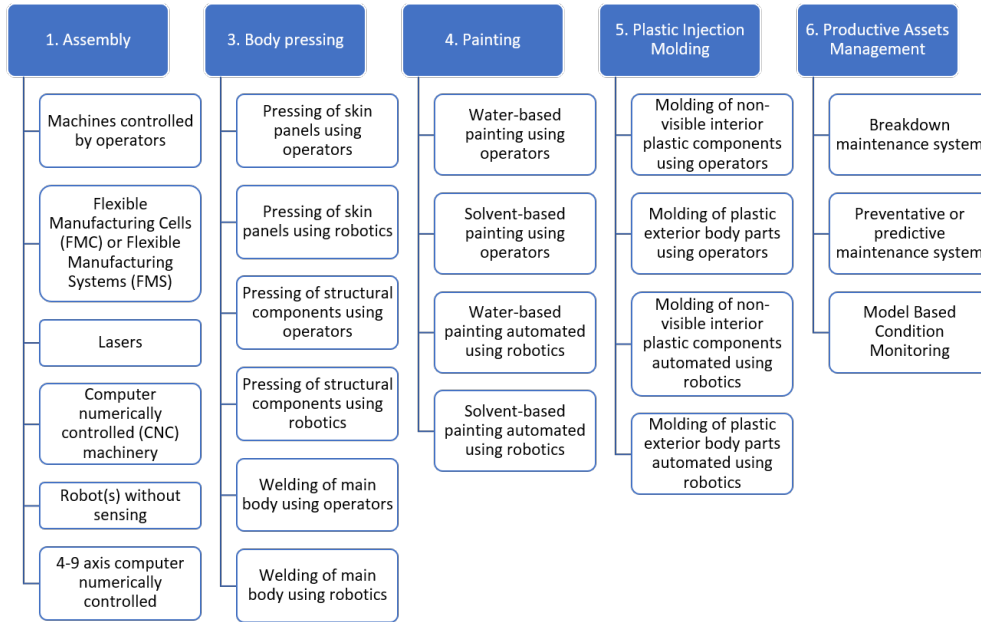 1. Assembly
Machines controlled
by operators
Flexible
Manufacturing Cells
(FMC) or Flexible
Manufacturing
Systems (FMS)
Lasers
Computer
numerically
controlled (CNC)
machinery
Robot(s) without
sensing
4-9 axis computer
numerically
controlled
3. Body pressing
Pressing of skin
panels using
operators
Pressing of skin
panels using robotics
Pressing of structural
components using
operators
Pressing of structural
components using
robotics
Welding of main
body using operators
Welding of main
body using robotics
4. Painting
Water-based
painting using
operators
Solvent-based
painting using
operators
Water-based
painting automated
using robotics
Solvent-based
painting automated
using robotics
5. Plastic Injection
Molding
Molding of non-
visible interior
plastic components
using operators
Molding of plastic
exterior body parts
using operators
Molding of non-
visible interior
plastic components
automated using
robotics
Molding of plastic
exterior body parts
automated using
robotics
6. Productive Assets
Management
Breakdown
maintenance system
Preventative or
predictive
maintenance system
Model Based
Condition
Monitoring